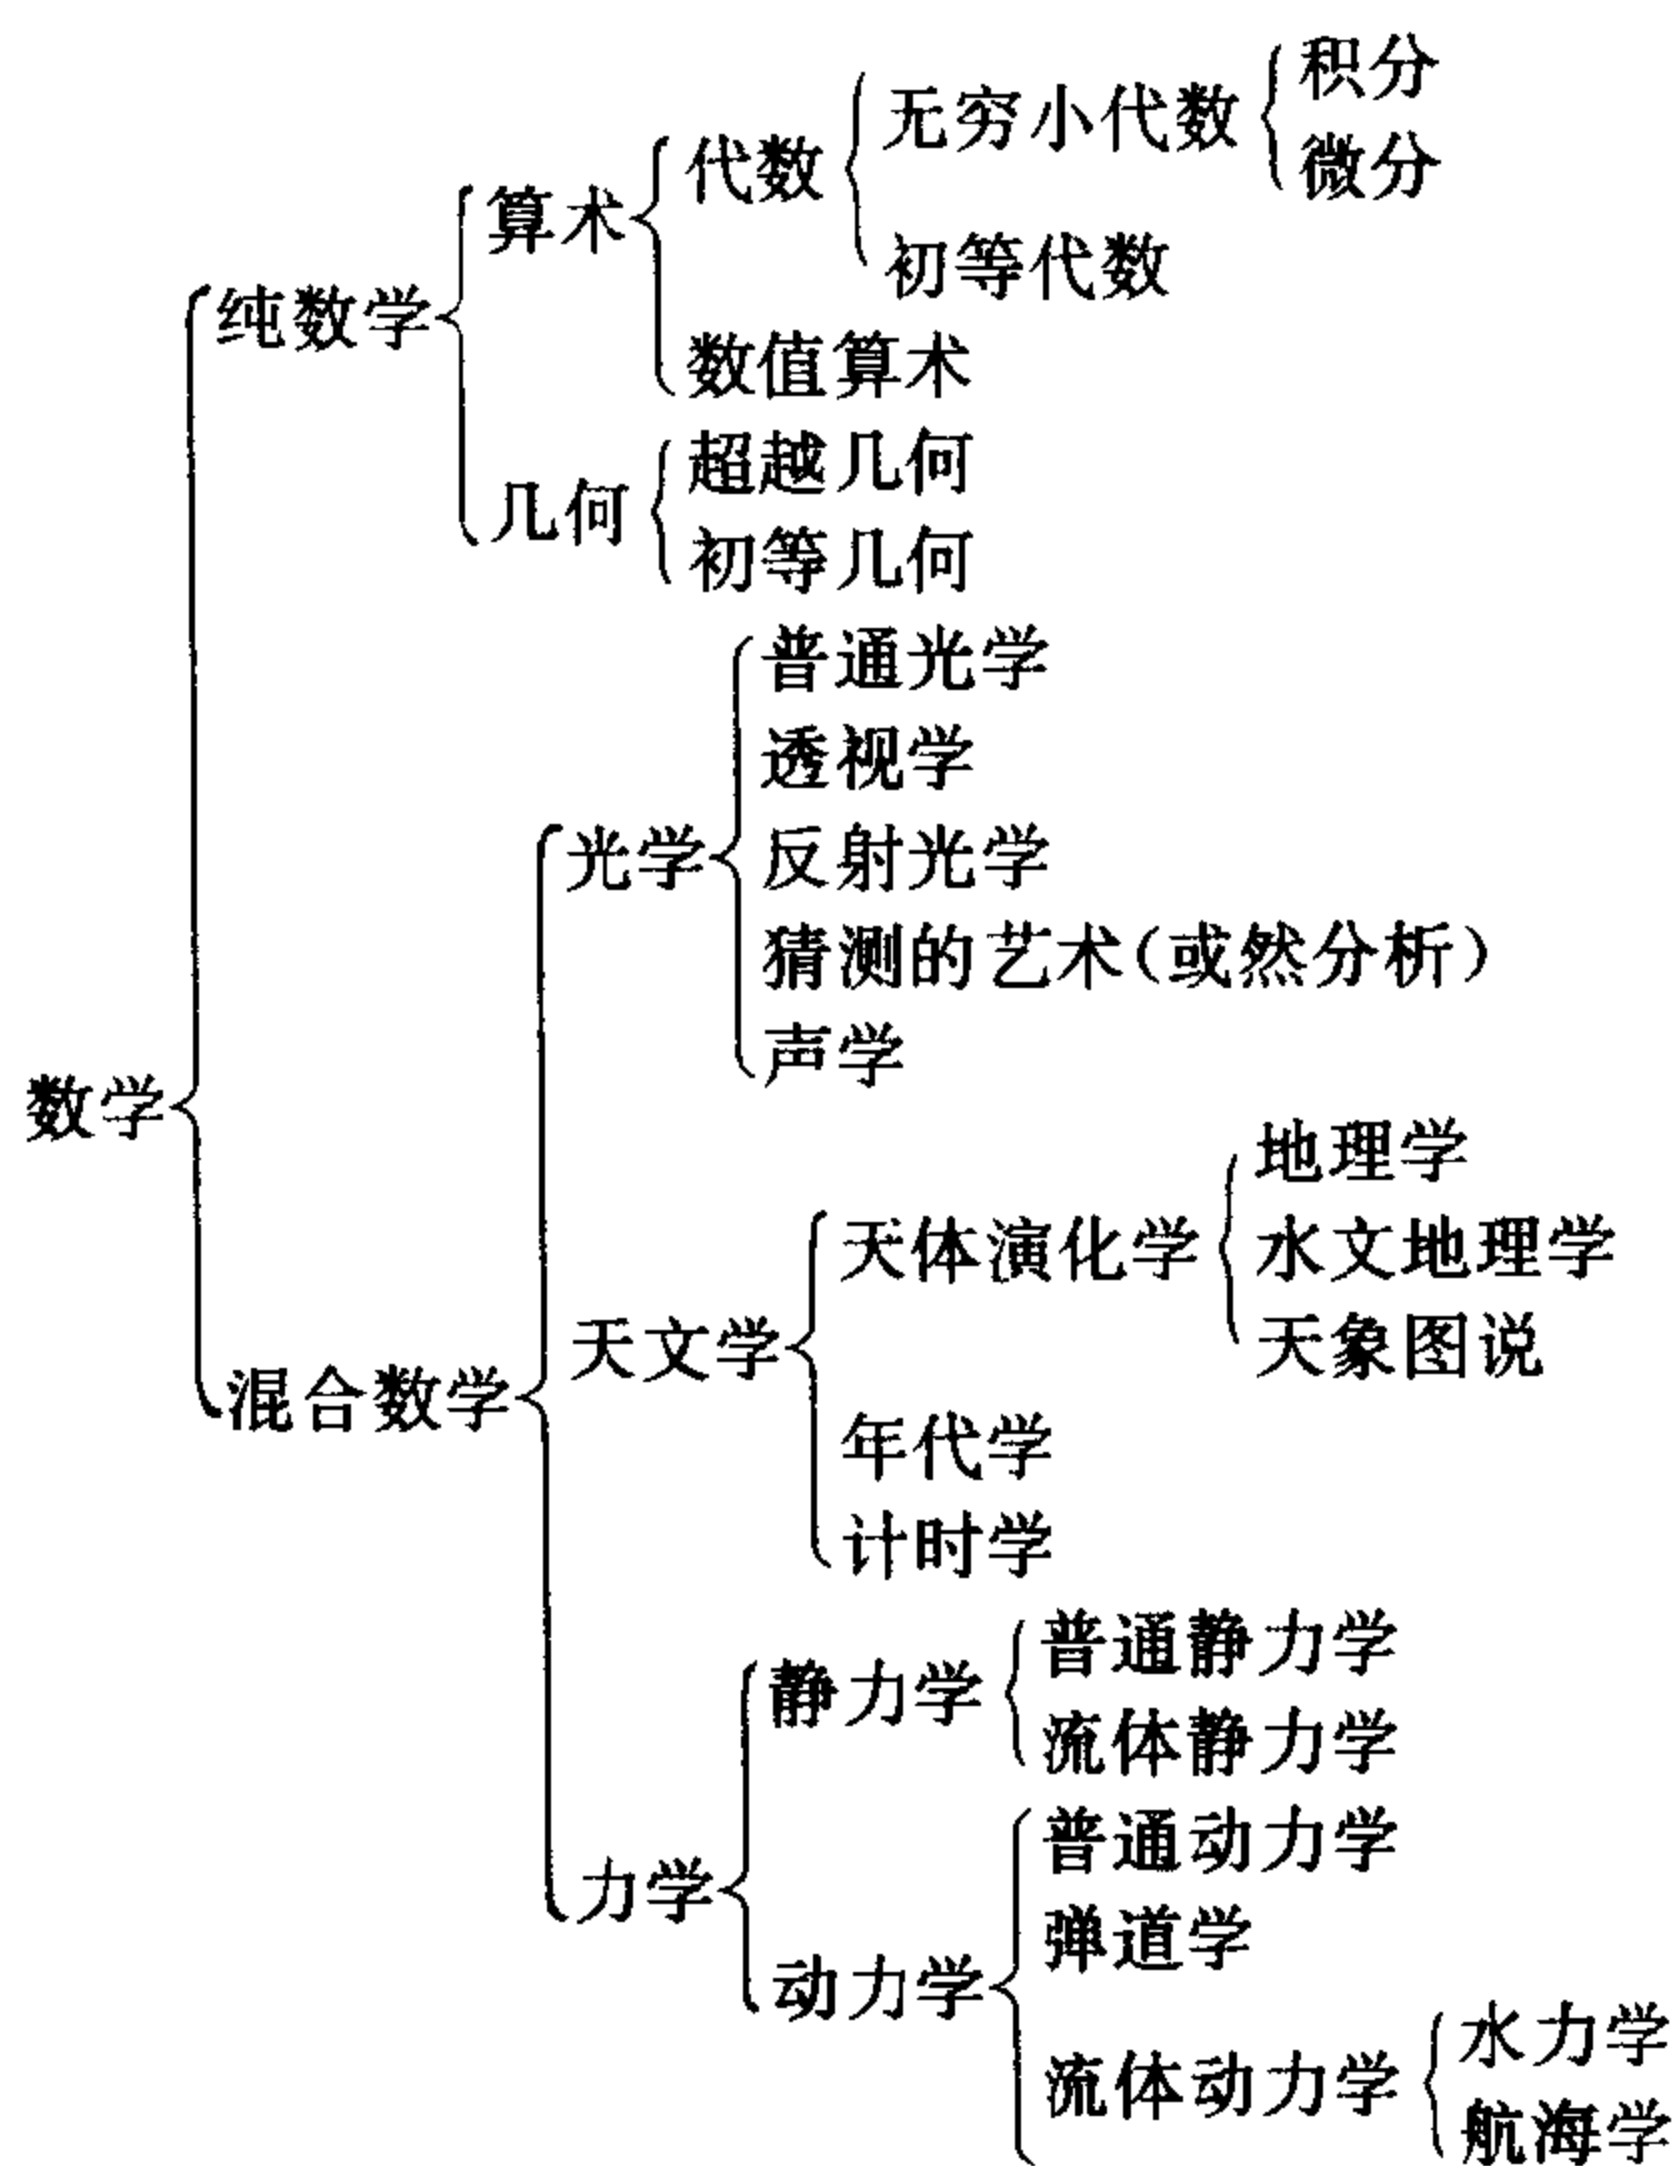 积分
无穷小代数
微分
代数
算术
初等代数
纯数学
数值算术
超越几何
几何
初等几何
普通光学
透视学
光学
反射光学
猜测的艺术(或然分析)
声学
数学
地理学
天体演化学
水文地理学
天文学
天象图说
混合数学
年代学
计时学
普通静力学
静力学
流体静力学
普通动力学
力学
弹道学
动力学
水力学
流体动力学
航海学